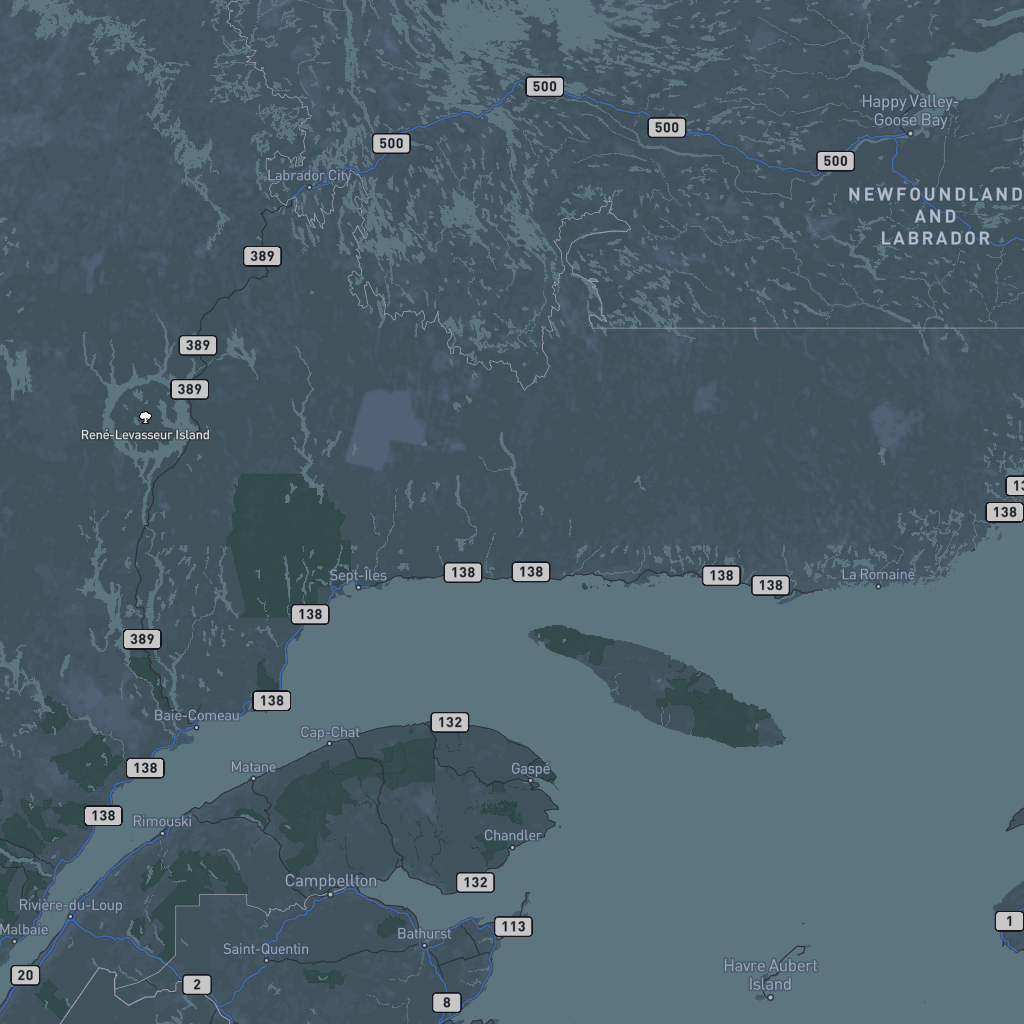 500
Happy Valley-
Goose Bay
500
500
500
Labrador City
NEWFOUNDLAND
AND
LABRADOR
389
389
389
René-Levasseur Island
138
Sept-Îles
138
138
138
138
La Romaine
138
389
138
Baie-Comeau
132
Cap-Chat
138
Matane
Gaspé
138
Rimouski
Chandler
Campbellton
132
Rivière-du-Loup
Malbaie
113
1
Bathurst
Saint-Quentin
20
2
Havre Aubert
Island
8